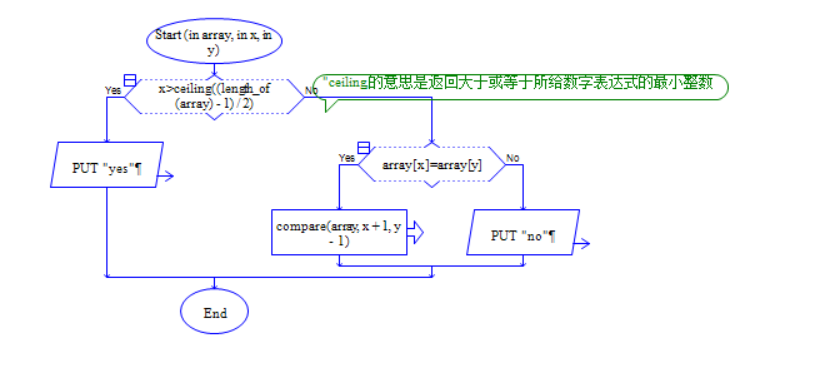 Start (in array, in x, in
y)
Yes
x>ceiling((length_of
(array) - 1) / 2)
No
"ceiling的意思是返回大于或等于所给数字表达式的最小整数
PUT "yes"¶
Yes
array[x]=array[y]
No
compare(array, x + 1, y
- 1)
PUT "no"¶
End